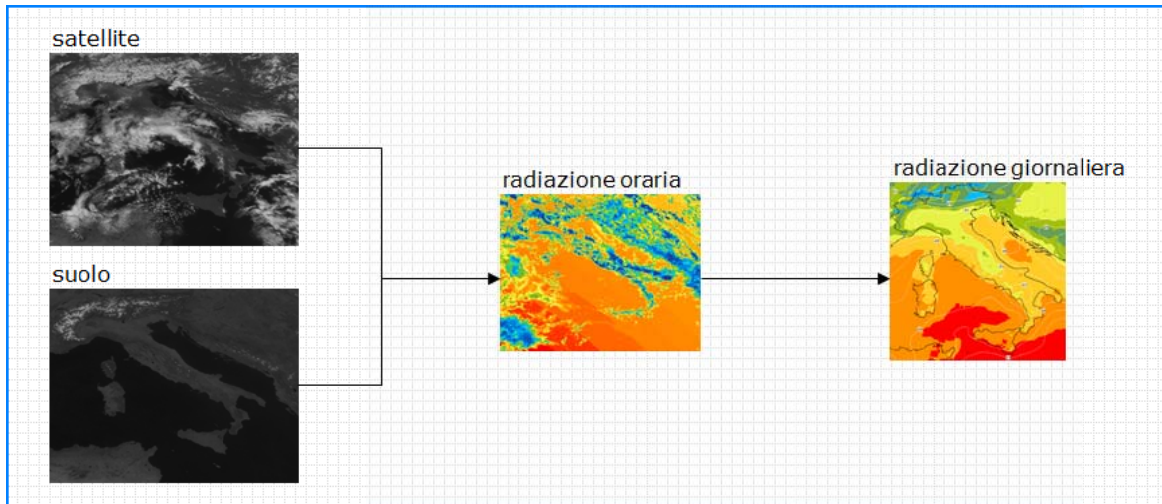 satellite
suolo
radiazione oraria
radiazione giornaliera